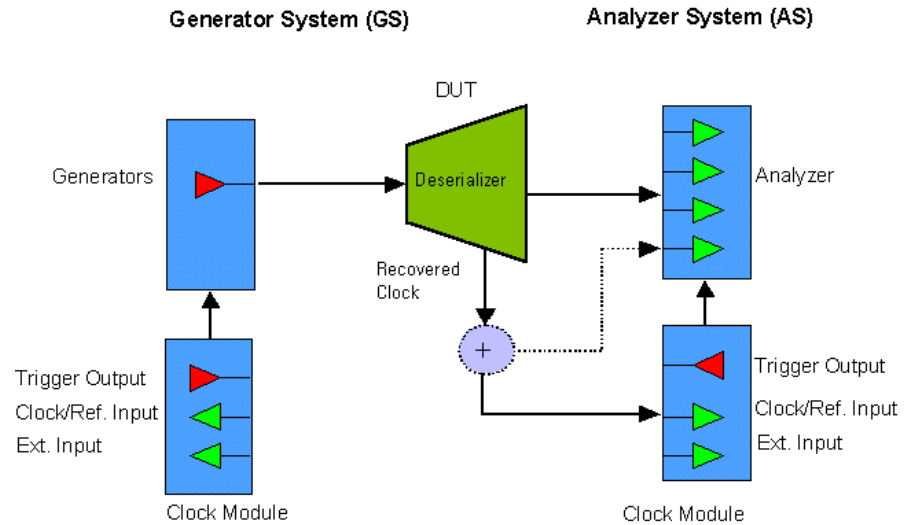 Generator System (GS)
Analyzer System (AS)
DUT
Generators
Deserializer
Analyzer
Recovered
Clock
+
Trigger Output
Clock/Ref. Input
Ext. Input
Clock Module
Trigger Output
Clock/Ref. Input
Ext. Input
Clock Module